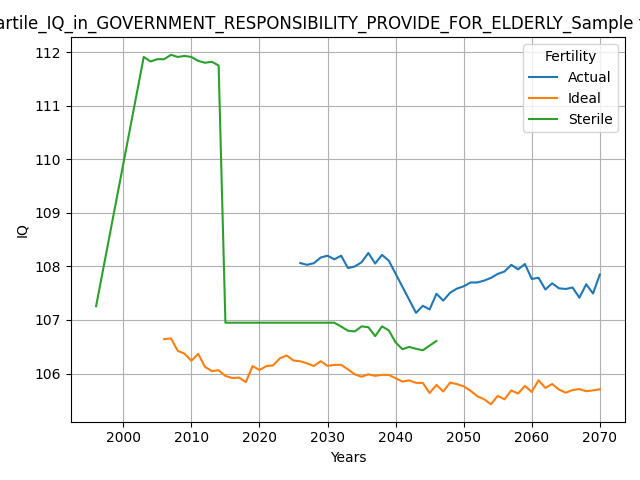 artile_IQ_in_GOVERNMENT_RESPONSIBILITY_PROVIDE_FOR_ELDERLY_Sample
Fertility
Actual
Ideal
Sterile
112
111
110
109
108
107
106
IQ
2000 2010 2020 2030 2040 2050 2060 2070
Years